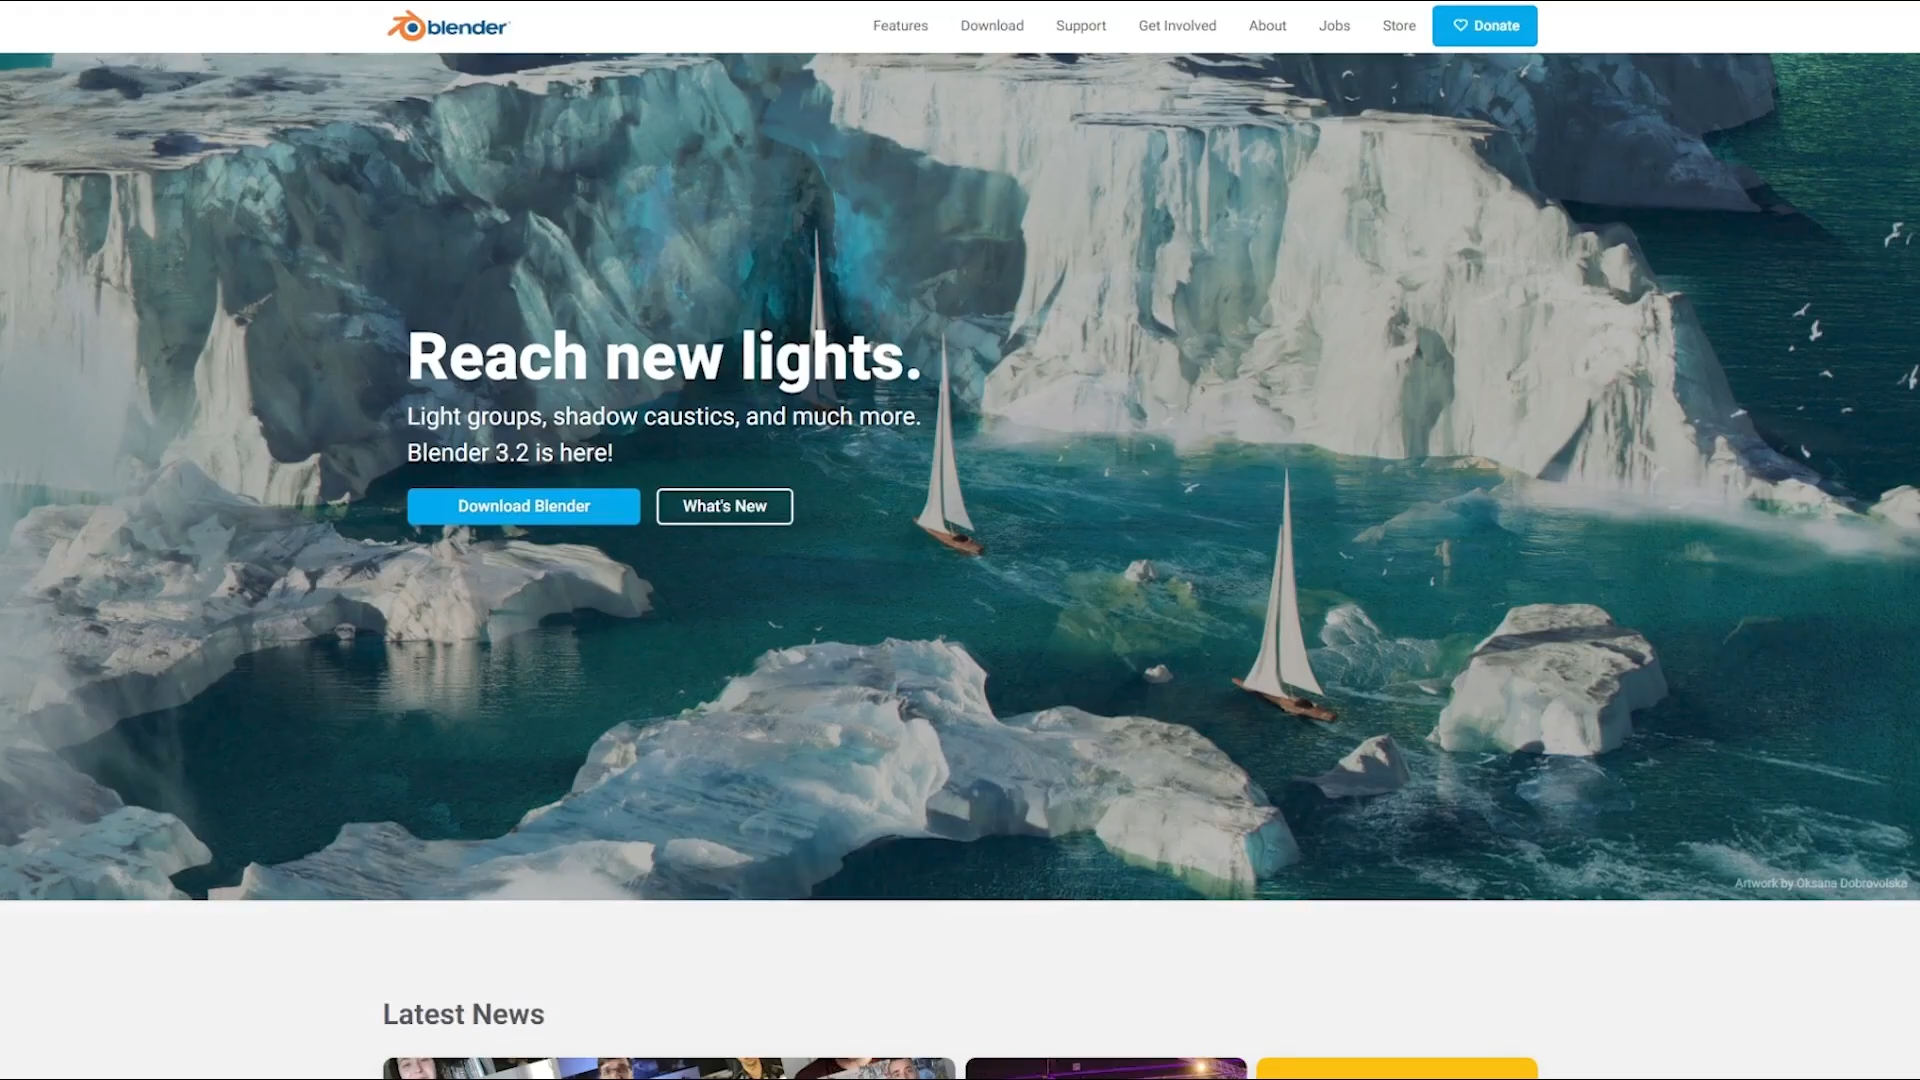 blender
Features
Download
Support
Get Involved
About
Jobs
Store
Donate
Reach new lights.
Light groups, shadow caustics, and much more.
Blender 3.2 is here!
Download Blender
What's New
Artwork by Oksana Dobrovolska
Latest News